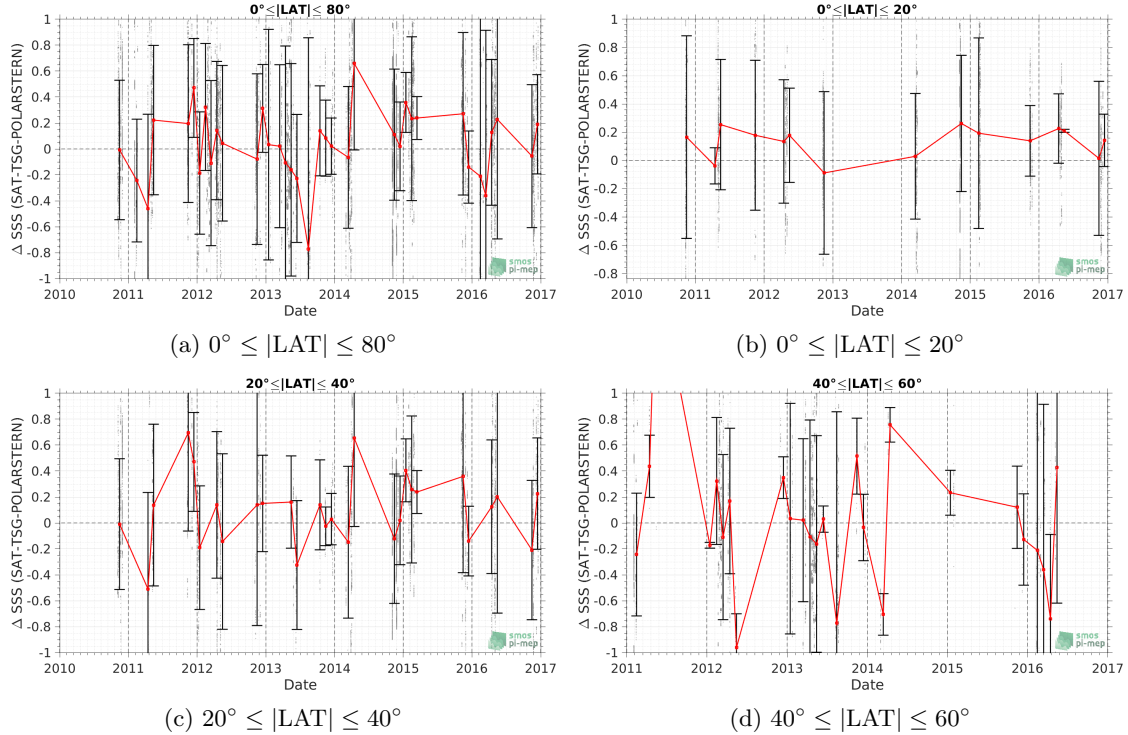 0°≤|LAT|≤ 80°
Δ SSS (SAT-TSG-POLARSTERN)
1
0.8
0.6
0.4
0.2
0
-0.2
-0.4
-0.6
-0.8
-1
2010 2011 2012 2013 2014 2015 2016 2017
Date
smos
pi-mep
(a) 0° ≤ |LAT| ≤ 80°
0°≤|LAT|≤ 20°
Δ SSS (SAT-TSG-POLARSTERN)
1
0.8
0.6
0.4
0.2
0
-0.2
-0.4
-0.6
-0.8
2010 2011 2012 2013 2014 2015 2016 2017
Date
smos
pi-mep
(b) 0° ≤ |LAT| ≤ 20°
20°≤|LAT|≤ 40°
Δ SSS (SAT-TSG-POLARSTERN)
1
0.8
0.6
0.4
0.2
0
-0.2
-0.4
-0.6
-0.8
-1
2010 2011 2012 2013 2014 2015 2016 2017
Date
smos
pi-mep
(c) 20° ≤ |LAT| ≤ 40°
40°≤|LAT|≤ 60°
Δ SSS (SAT-TSG-POLARSTERN)
1
0.8
0.6
0.4
0.2
0
-0.2
-0.4
-0.6
-0.8
-1
2011 2012 2013 2014 2015 2016 2017
Date
smos
pi-mep
(d) 40° ≤ |LAT| ≤ 60°